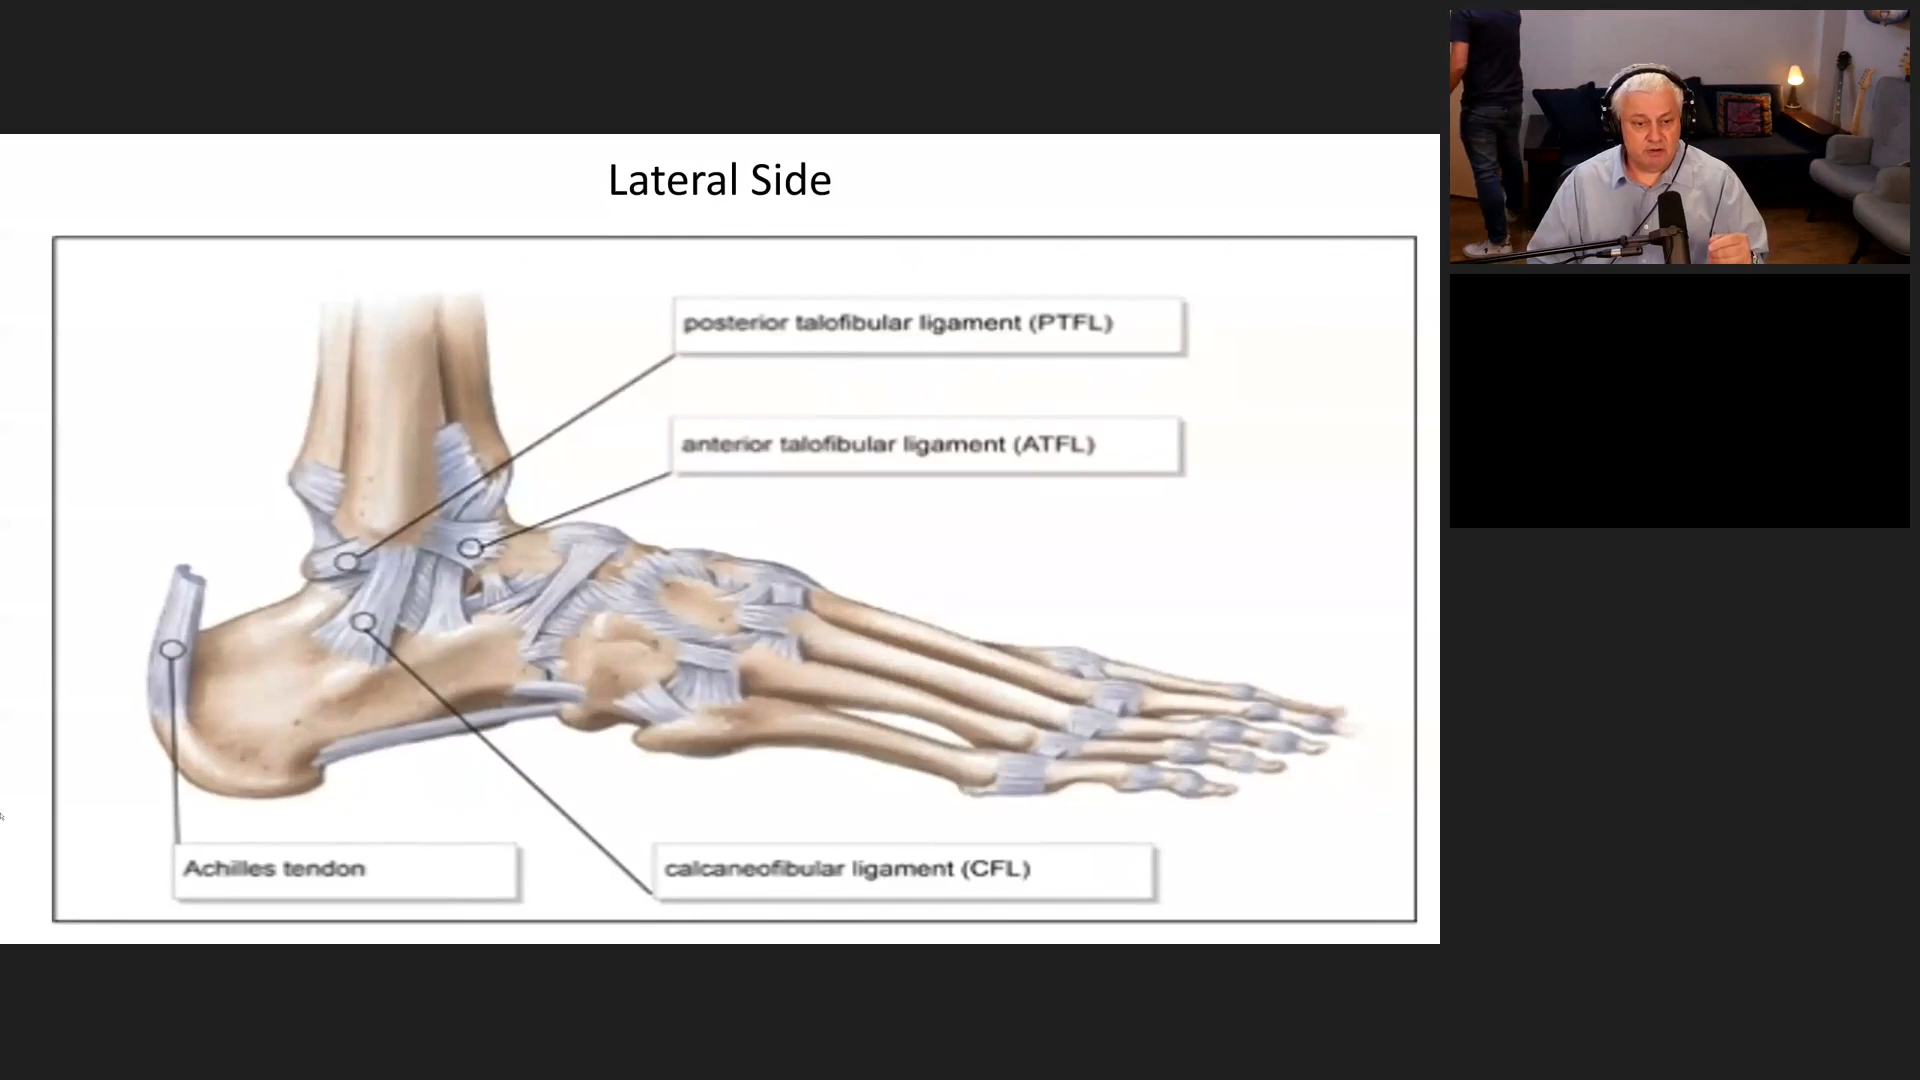 Lateral Side
posterior talofibular ligament (PTFL)
anterior talofibular ligament (ATFL)
Achilles tendon
calcaneofibular ligament (CFL)